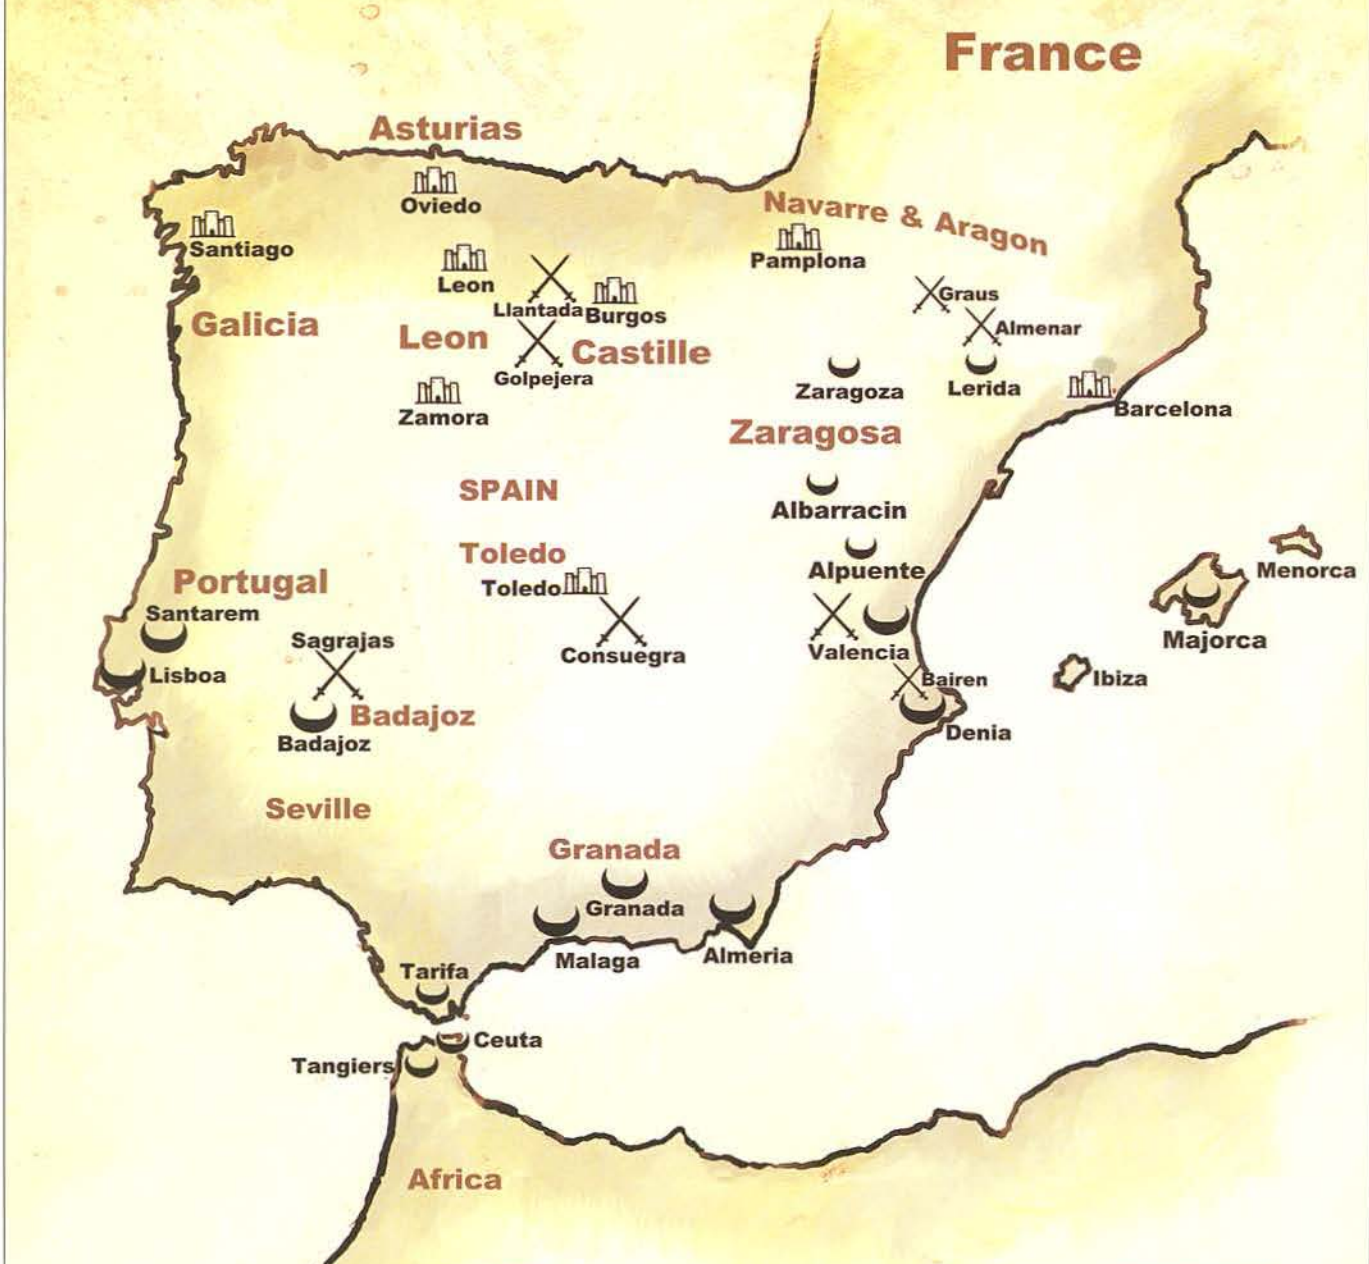 France
Asturias
Oviedo
Navarre & Aragon
Santiago
Pamplona
Leon
Graus
Llantada
Burgos
Galicia
Almenar
Leon
Castille
Golpejera
Zaragoza
Lerida
Zamora
Barcelona
Zaragosa
SPAIN
Albarracin
Toledo
Alpuente
Menorca
Portugal
Toledo
Santarem
Sagrajas
Majorca
Valencia
Consuegra
Lisboa
Bairen
Ibiza
Badajoz
Denia
Badajoz
Seville
Granada
Granada
Malaga
Almeria
Tarifa
Ceuta
Tangiers
Africa